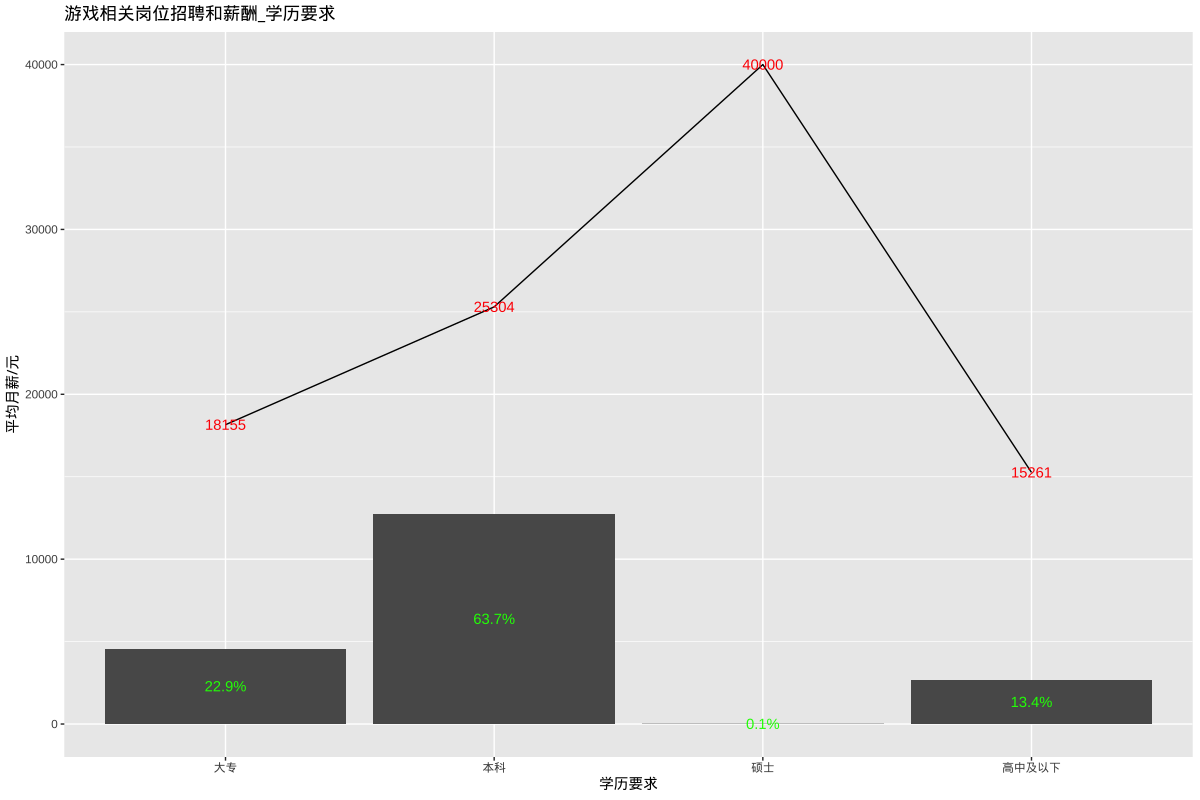 游戏相关岗位招聘和薪酬_学历要求
平均月薪/元
40000
30000
20000
10000
0
18155
25304
40000
15261
22.9%
63.7%
0.1%
13.4%
大专
本科
硕士
高中及以下
学历要求